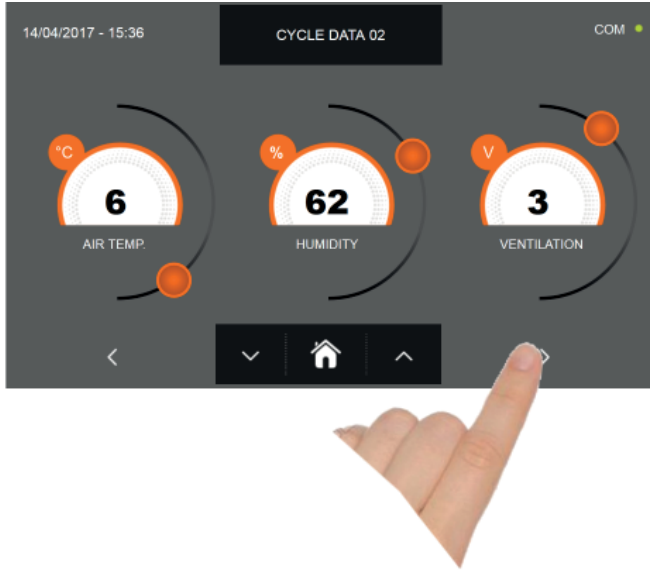 14/04/2017 - 15:36
CYCLE DATA 02
COM
°C
%
V
6
62
3
AIR TEMP.
HUMIDITY
VENTILATION